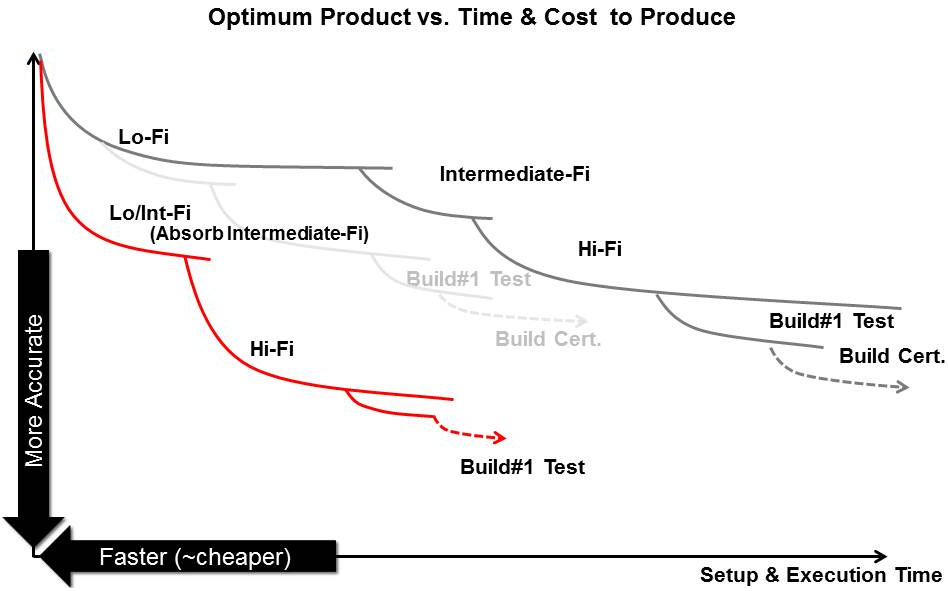 Optimum Product vs. Time & Cost to Produce
Lo-Fi
Intermediate-Fi
Lo/Int-Fi
(Absorb Intermediate-Fi)
Hi-Fi
Build#1 Test
Build#1 Test
Build Cert.
Hi-Fi
Build Cert.
More Accurate
Build#1 Test
Faster (~cheaper)
Setup & Execution Time